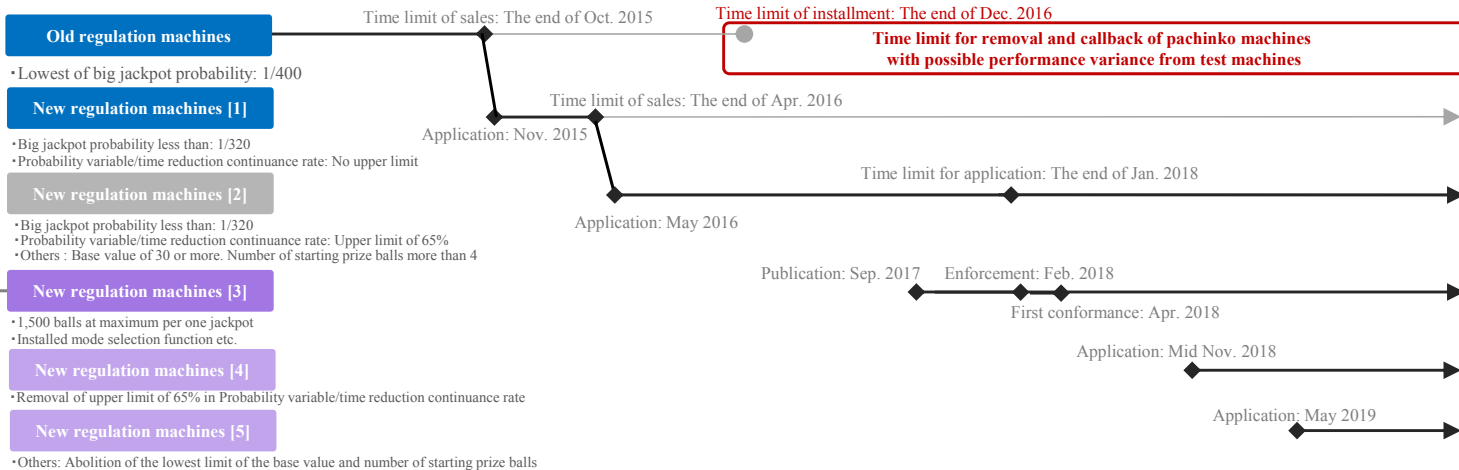 Time limit of sales: The end of Oct. 2015
Time limit of installment: The end of Dec. 2016
Old regulation machines
Time limit for removal and callback of pachinko machines
with possible performance variance from test machines
・Lowest of big jackpot probability: 1/400
New regulation machines [1]
Time limit of sales: The end of Apr. 2016
Application: Nov. 2015
・Big jackpot probability less than: 1/320
・Probability variable/time reduction continuance rate: No upper limit
New regulation machines [2]
Time limit for application: The end of Jan. 2018
Application: May 2016
・Big jackpot probability less than: 1/320
・Probability variable/time reduction continuance rate: Upper limit of 65%
・Others : Base value of 30 or more. Number of starting prize balls more than 4
Publication: Sep. 2017
Enforcement: Feb. 2018
New regulation machines [3]
First conformance: Apr. 2018
・1,500 balls at maximum per one jackpot
・Installed mode selection function etc.
Application: Mid Nov. 2018
New regulation machines [4]
・Removal of upper limit of 65% in Probability variable/time reduction continuance rate
Application: May 2019
New regulation machines [5]
・Others: Abolition of the lowest limit of the base value and number of starting prize balls